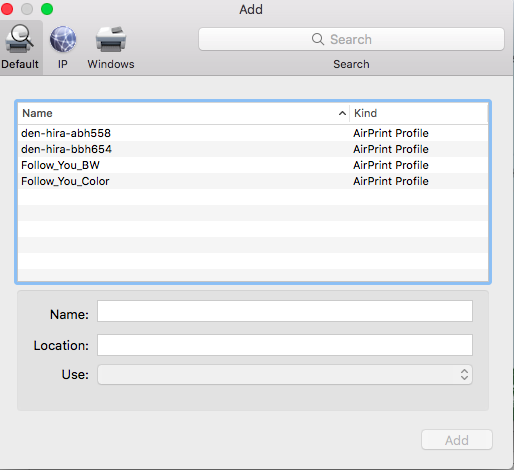 Add
Default IP Windows Search
Search
Name Kind
den-hira-abh558 AirPrint Profile
den-hira-bbh654 AirPrint Profile
Follow_You_BW AirPrint Profile
Follow_You_Color AirPrint Profile
Name:
Location:
Use:
Add